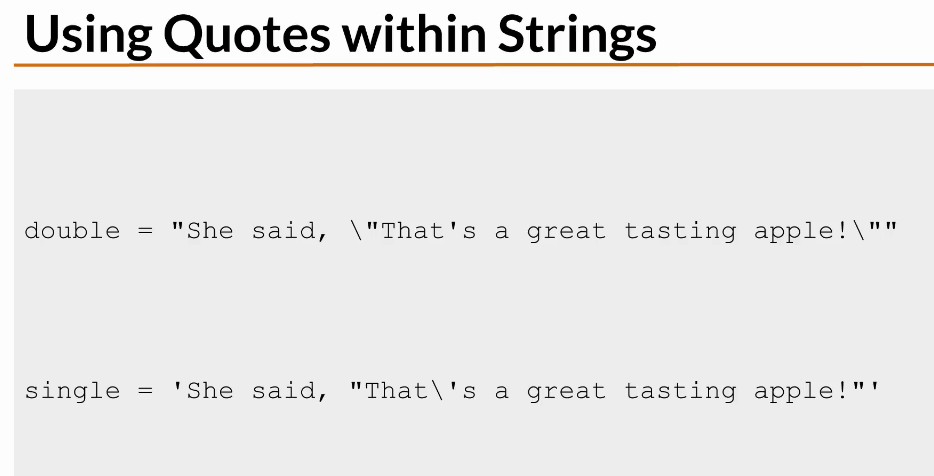 Using Quotes within Strings
double = "She said, \"That's a great tasting apple!\""
single = 'She said, "That\'s a great tasting apple!"'